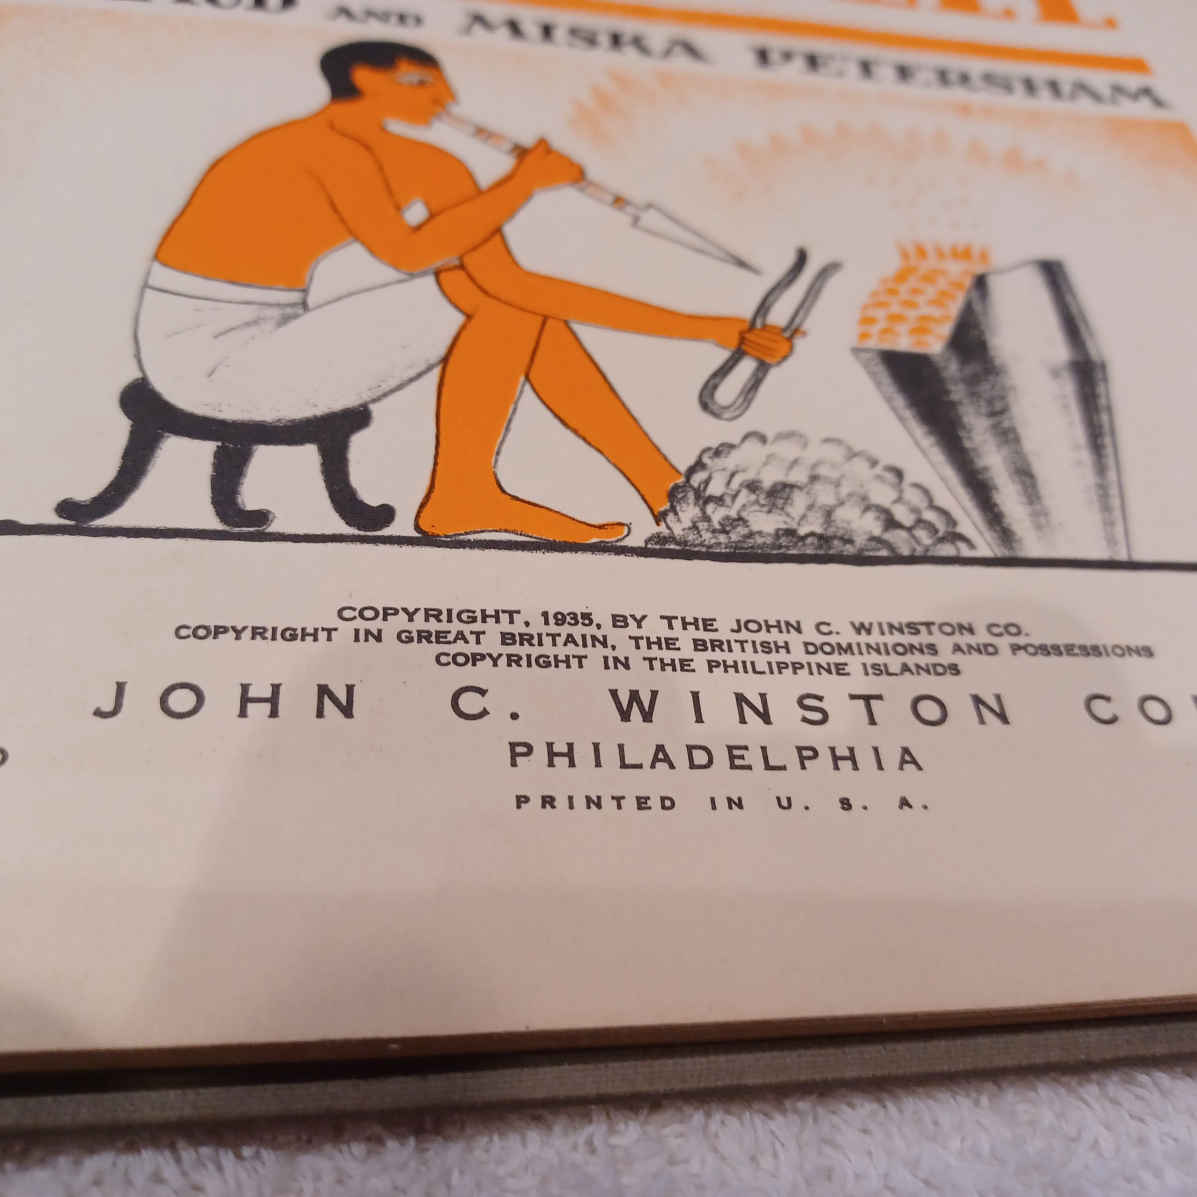 AND MISKA PETERSHAM
COPYRIGHT, 1935, BY THE JOHN C. WINSTON CO.
COPYRIGHT IN GREAT BRITAIN, THE BRITISH DOMINIONS AND POSSESSIONS
COPYRIGHT IN THE PHILIPPINE ISLANDS
JOHN C. WINSTON CO
PHILADELPHIA
PRINTED IN U. S. A.